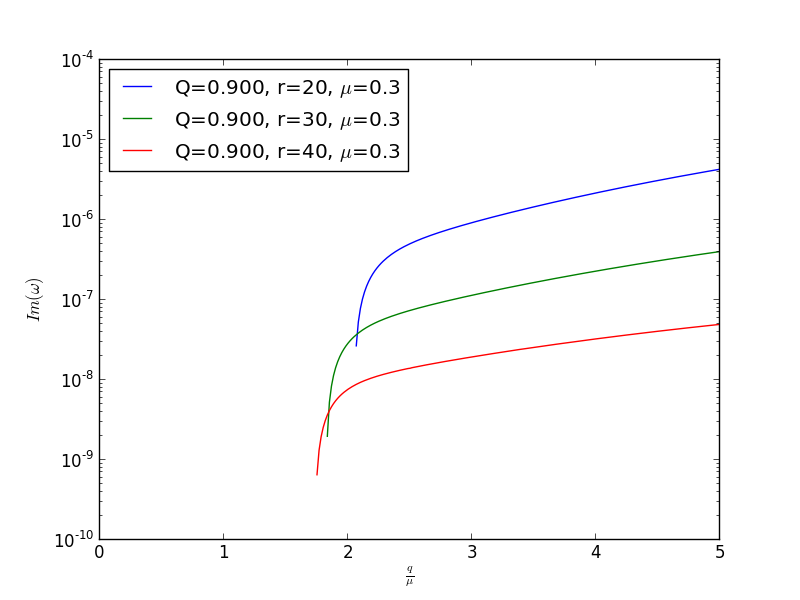 10^-4
Q=0.900, r=20, μ=0.3
Q=0.900, r=30, μ=0.3
Q=0.900, r=40, μ=0.3
10^-5
10^-6
10^-7
10^-8
10^-9
10^-10
Im(ω)
0 1 2 3 4 5
q/μ